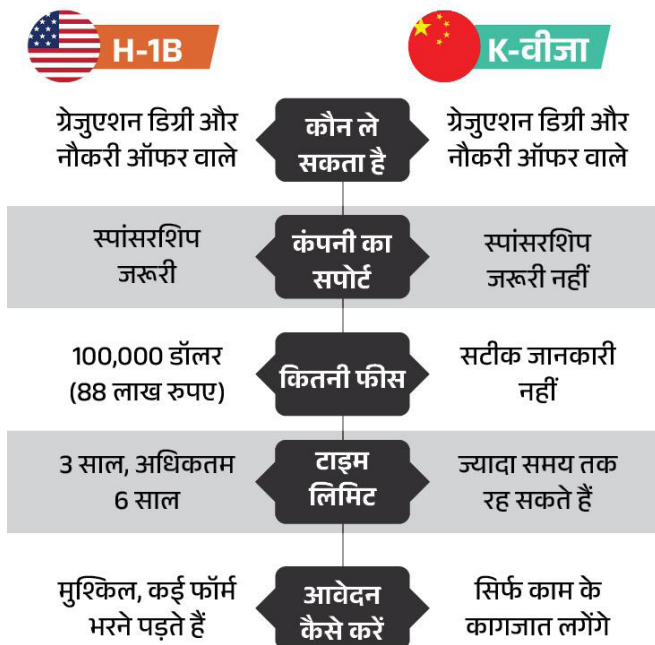 H-1B
K-वीजा
ग्रेजुएशन डिग्री और
नौकरी ऑफर वाले
कौन ले
सकता है
ग्रेजुएशन डिग्री और
नौकरी ऑफर वाले
स्पांसरशिप
जरूरी
कंपनी का
सपोर्ट
स्पांसरशिप
जरूरी नहीं
100,000 डॉलर
(88 लाख रुपए)
कितनी फीस
सटीक जानकारी
नहीं
3 साल, अधिकतम
6 साल
टाइम
लिमिट
ज्यादा समय तक
रह सकते हैं
मुश्किल, कई फॉर्म
भरने पड़ते हैं
आवेदन
कैसे करें
सिर्फ काम के
कागजात लगेंगे